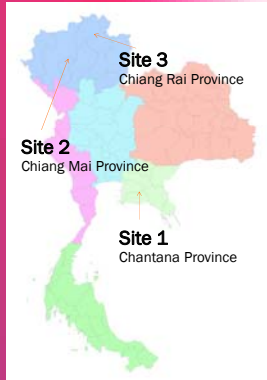 Site 3
Chiang Rai Province
Site 2
Chiang Mai Province
Site 1
Chantana Province